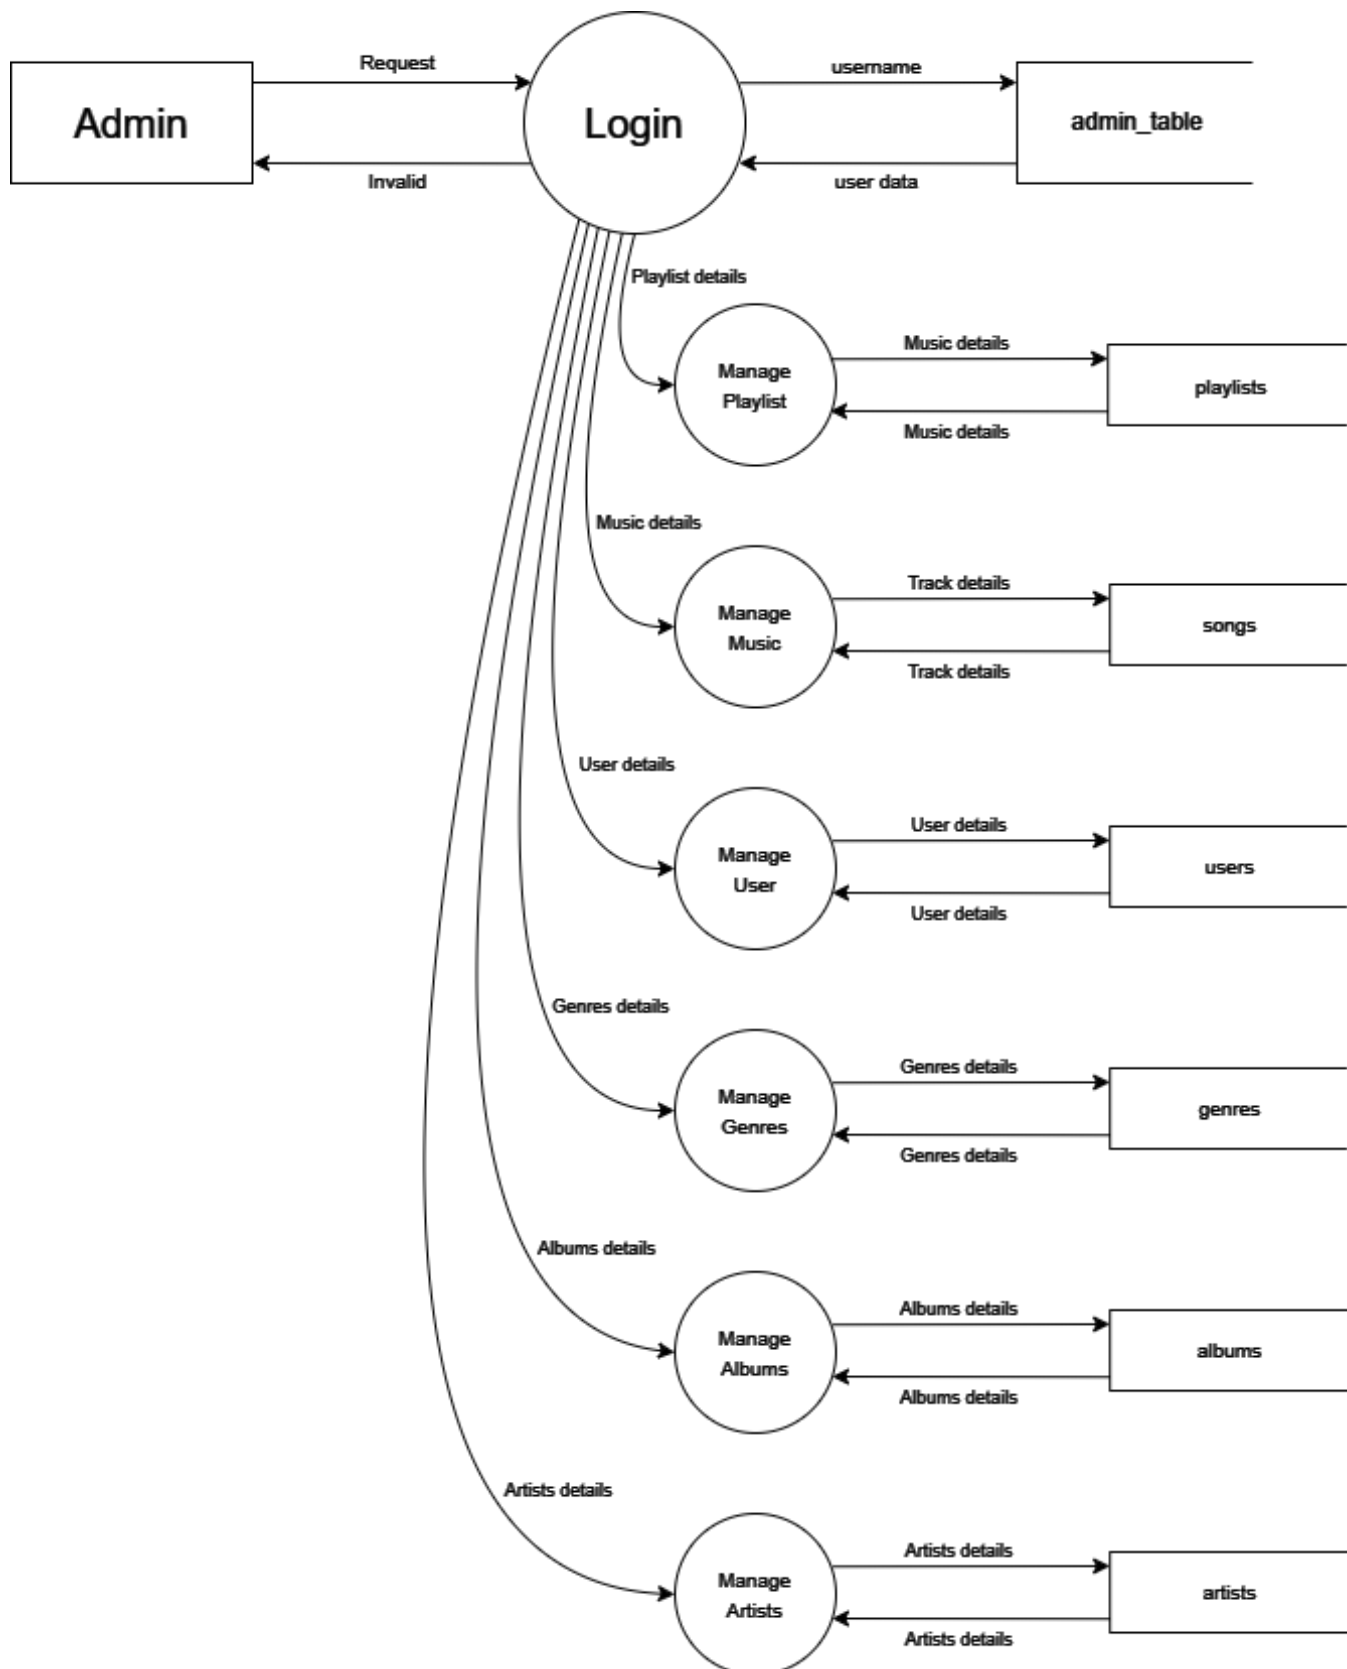 Request
username
Admin
Login
admin_table
Invalid
user data
Playlist details
Music details
Manage
Playlist
playlists
Music details
Music details
Track details
Manage
Music
songs
Track details
User details
User details
Manage
User
users
User details
Genres details
Genres details
Manage
Genres
genres
Genres details
Albums details
Albums details
Manage
Albums
albums
Albums details
Artists details
Artists details
Manage
Artists
artists
Artists details